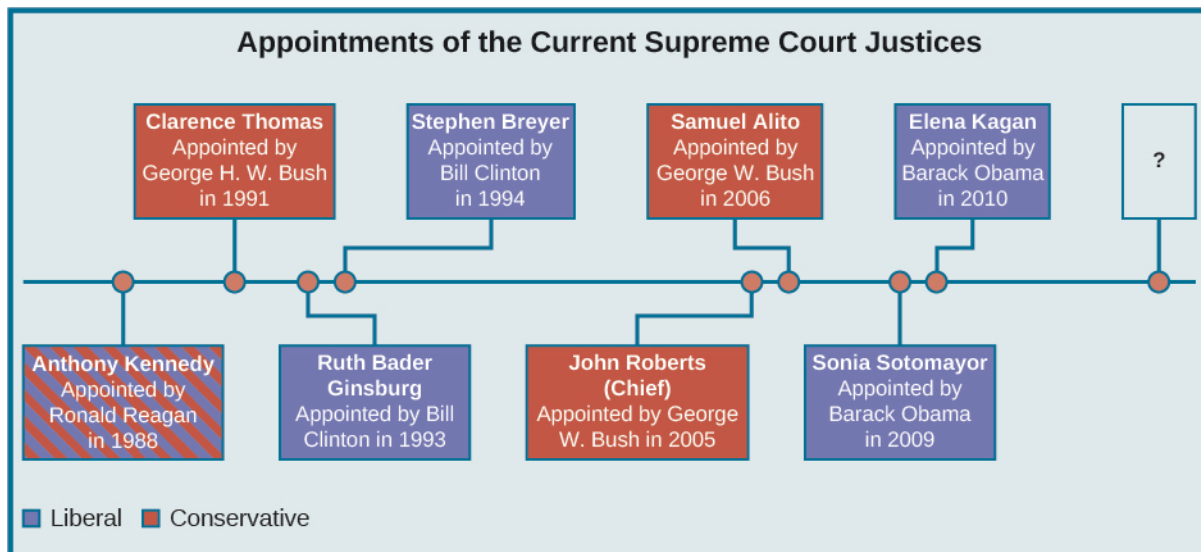 Appointments of the Current Supreme Court Justices
Clarence Thomas
Appointed by
George H. W. Bush
in 1991
Stephen Breyer
Appointed by
Bill Clinton
in 1994
Samuel Alito
Appointed by
George W. Bush
in 2006
Elena Kagan
Appointed by
Barack Obama
in 2010
?
Anthony Kennedy
Appointed by
Ronald Reagan
in 1988
Ruth Bader
Ginsburg
Appointed by Bill
Clinton in 1993
John Roberts
(Chief)
Appointed by George
W. Bush in 2005
Sonia Sotomayor
Appointed by
Barack Obama
in 2009
Liberal
Conservative